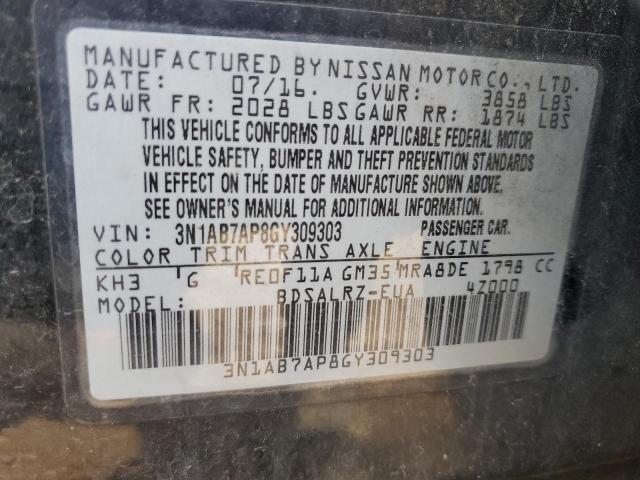 MANUFACTURED BY NISSAN MOTOR CO., LTD.
DATE: 07/16. GVWR: 3858 LBS
GAWR FR: 2028 LBS GAWR RR: 1874 LBS
THIS VEHICLE CONFORMS TO ALL APPLICABLE FEDERAL MOTOR
VEHICLE SAFETY, BUMPER AND THEFT PREVENTION STANDARDS
IN EFFECT ON THE DATE OF MANUFACTURE SHOWN ABOVE.
SEE OWNER'S MANUAL FOR ADDITIONAL INFORMATION.
VIN: 3N1AB7AP8GY309303 PASSENGER CAR.
COLOR TRIM TRANS AXLE ENGINE
KH3 G RE0F11A GM35 MRA8DE 1798 CC
MODEL: BDSALRZ-EUA 4Z000
3N1AB7AP8GY309303